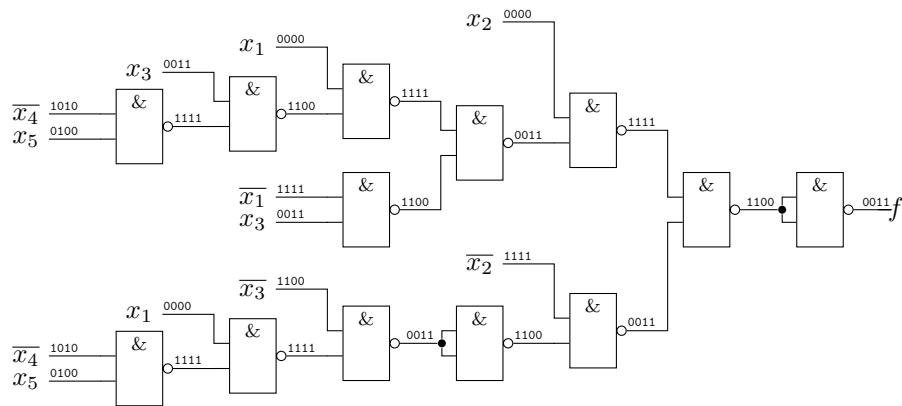 x₂ 0000
x₁ 0000
x₃ 0011
& & & &
x̅₄ 1010 1111 1100 1111
x₅ 0100
& 0011 1111
x̅₁ 1111 & & &
x₃ 0011 1100 1100 0011 f
x̅₂ 1111
x̅₃ 1100
x₁ 0000 & & &
& & 0011 1100 0011
x̅₄ 1010 1111 1111
x₅ 0100